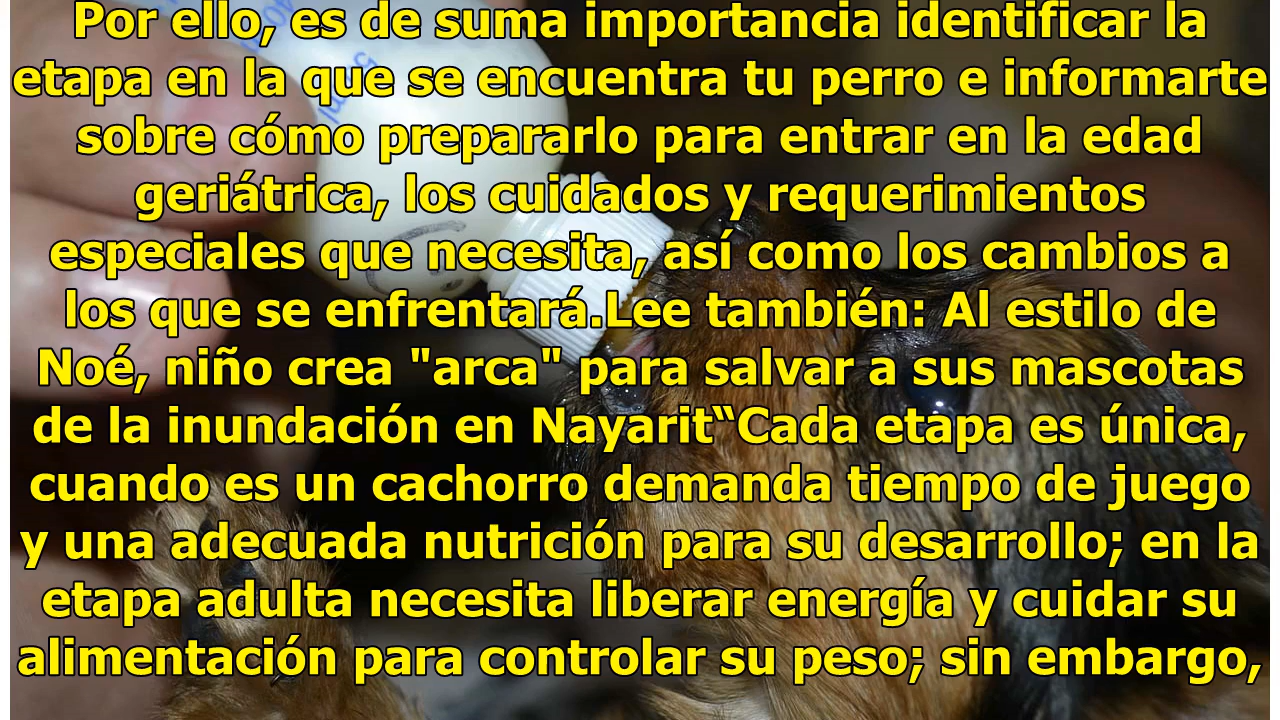 Por ello, es de suma importancia identificar la
etapa en la que se encuentra tu perro e informarte
sobre cómo prepararlo para entrar en la edad
geriátrica, los cuidados y requerimientos
especiales que necesita, así como los cambios a
los que se enfrentará.Lee también: Al estilo de
Noé, niño crea "arca" para salvar a sus mascotas
de la inundación en Nayarit“Cada etapa es única,
cuando es un cachorro demanda tiempo de juego
y una adecuada nutrición para su desarrollo; en la
etapa adulta necesita liberar energía y cuidar su
alimentación para controlar su peso; sin embargo,